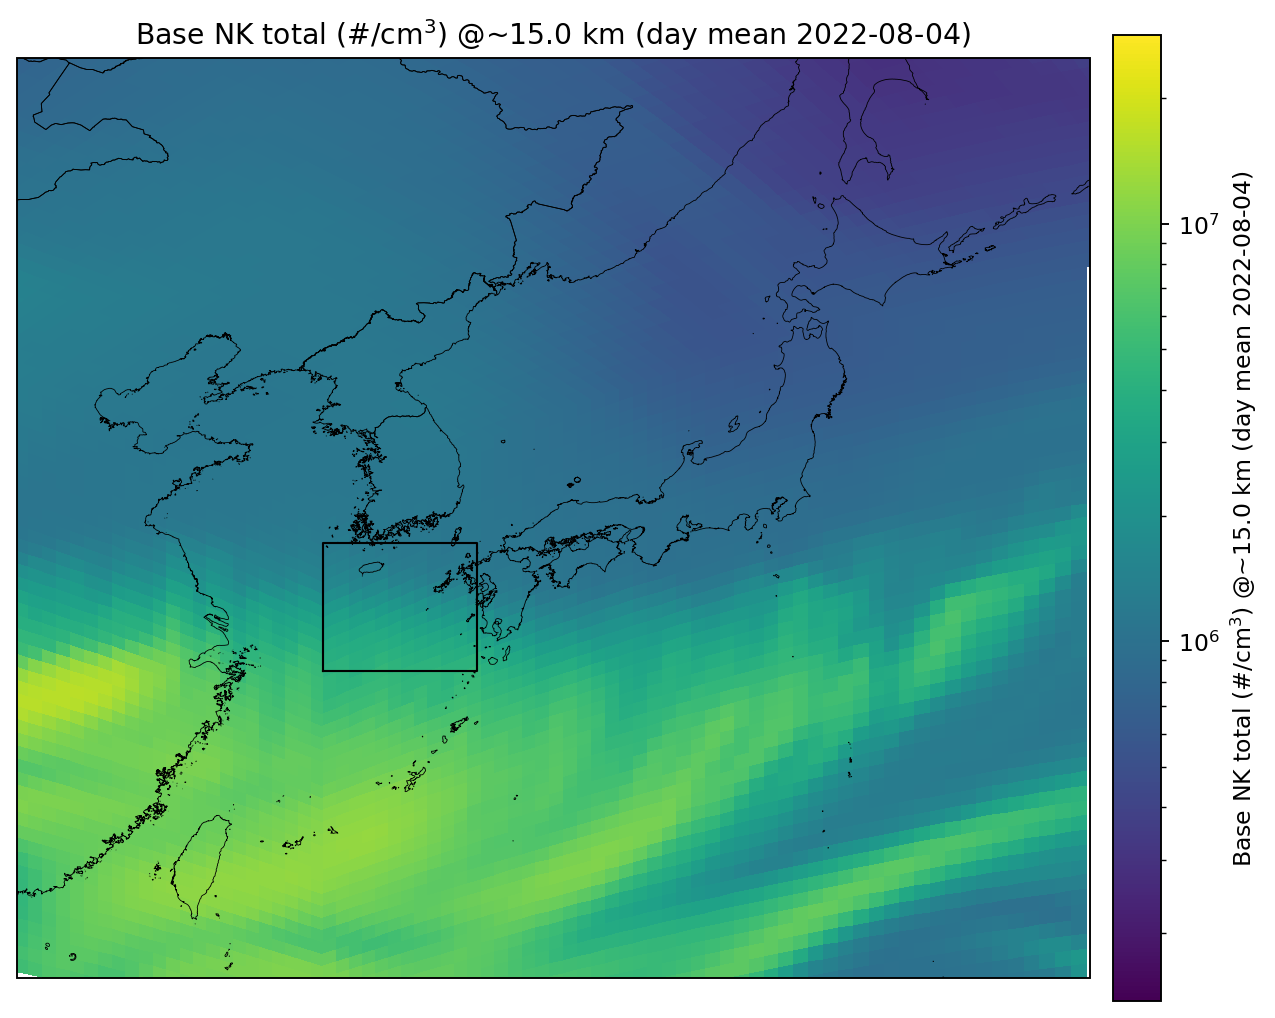 Base NK total (#/cm³) @~15.0 km (day mean 2022-08-04)
10⁷
10⁶
Base NK total (#/cm³) @~15.0 km (day mean 2022-08-04)